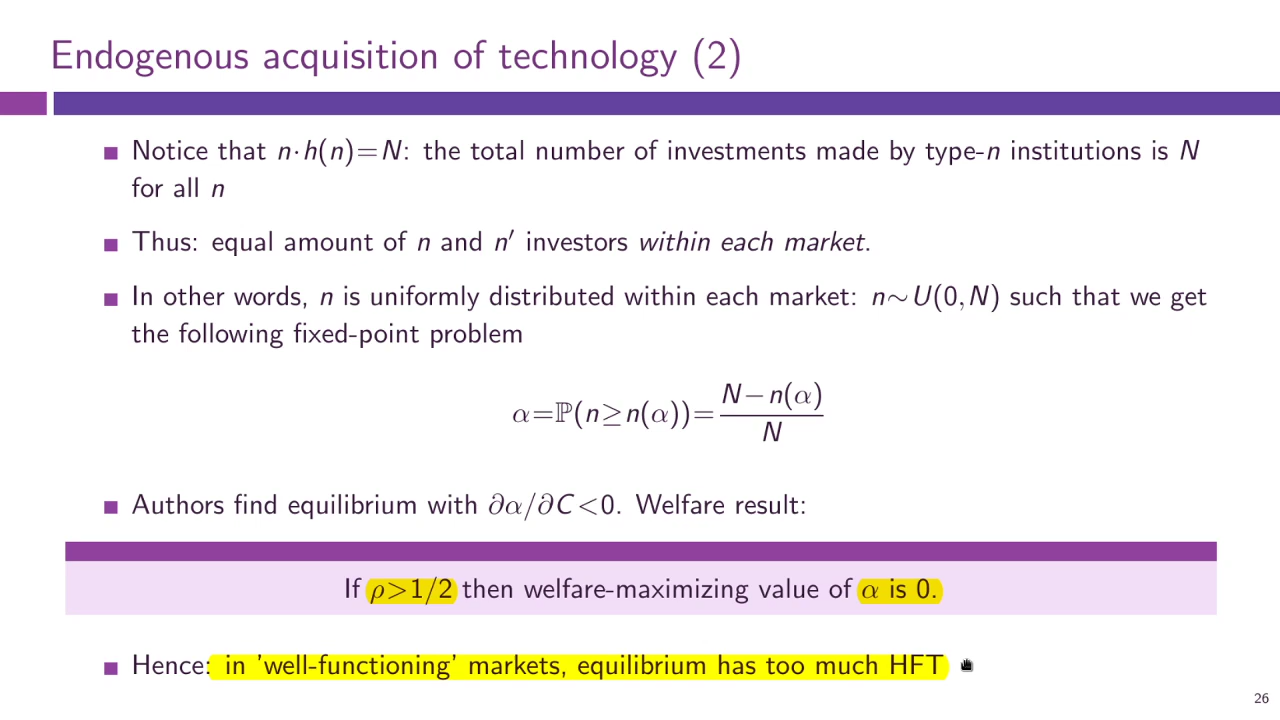 Endogenous acquisition of technology (2)
Notice that n·h(n)=N: the total number of investments made by type-n institutions is N
for all n
Thus: equal amount of n and n′ investors within each market.
In other words, n is uniformly distributed within each market: n∼U(0,N) such that we get
the following fixed-point problem
α=ℙ(n≥n(α))=\frac{N−n(α)}{N}
Authors find equilibrium with ∂α/∂C<0. Welfare result:
If ρ>1/2 then welfare-maximizing value of α is 0.
Hence: in 'well-functioning' markets, equilibrium has too much HFT
26